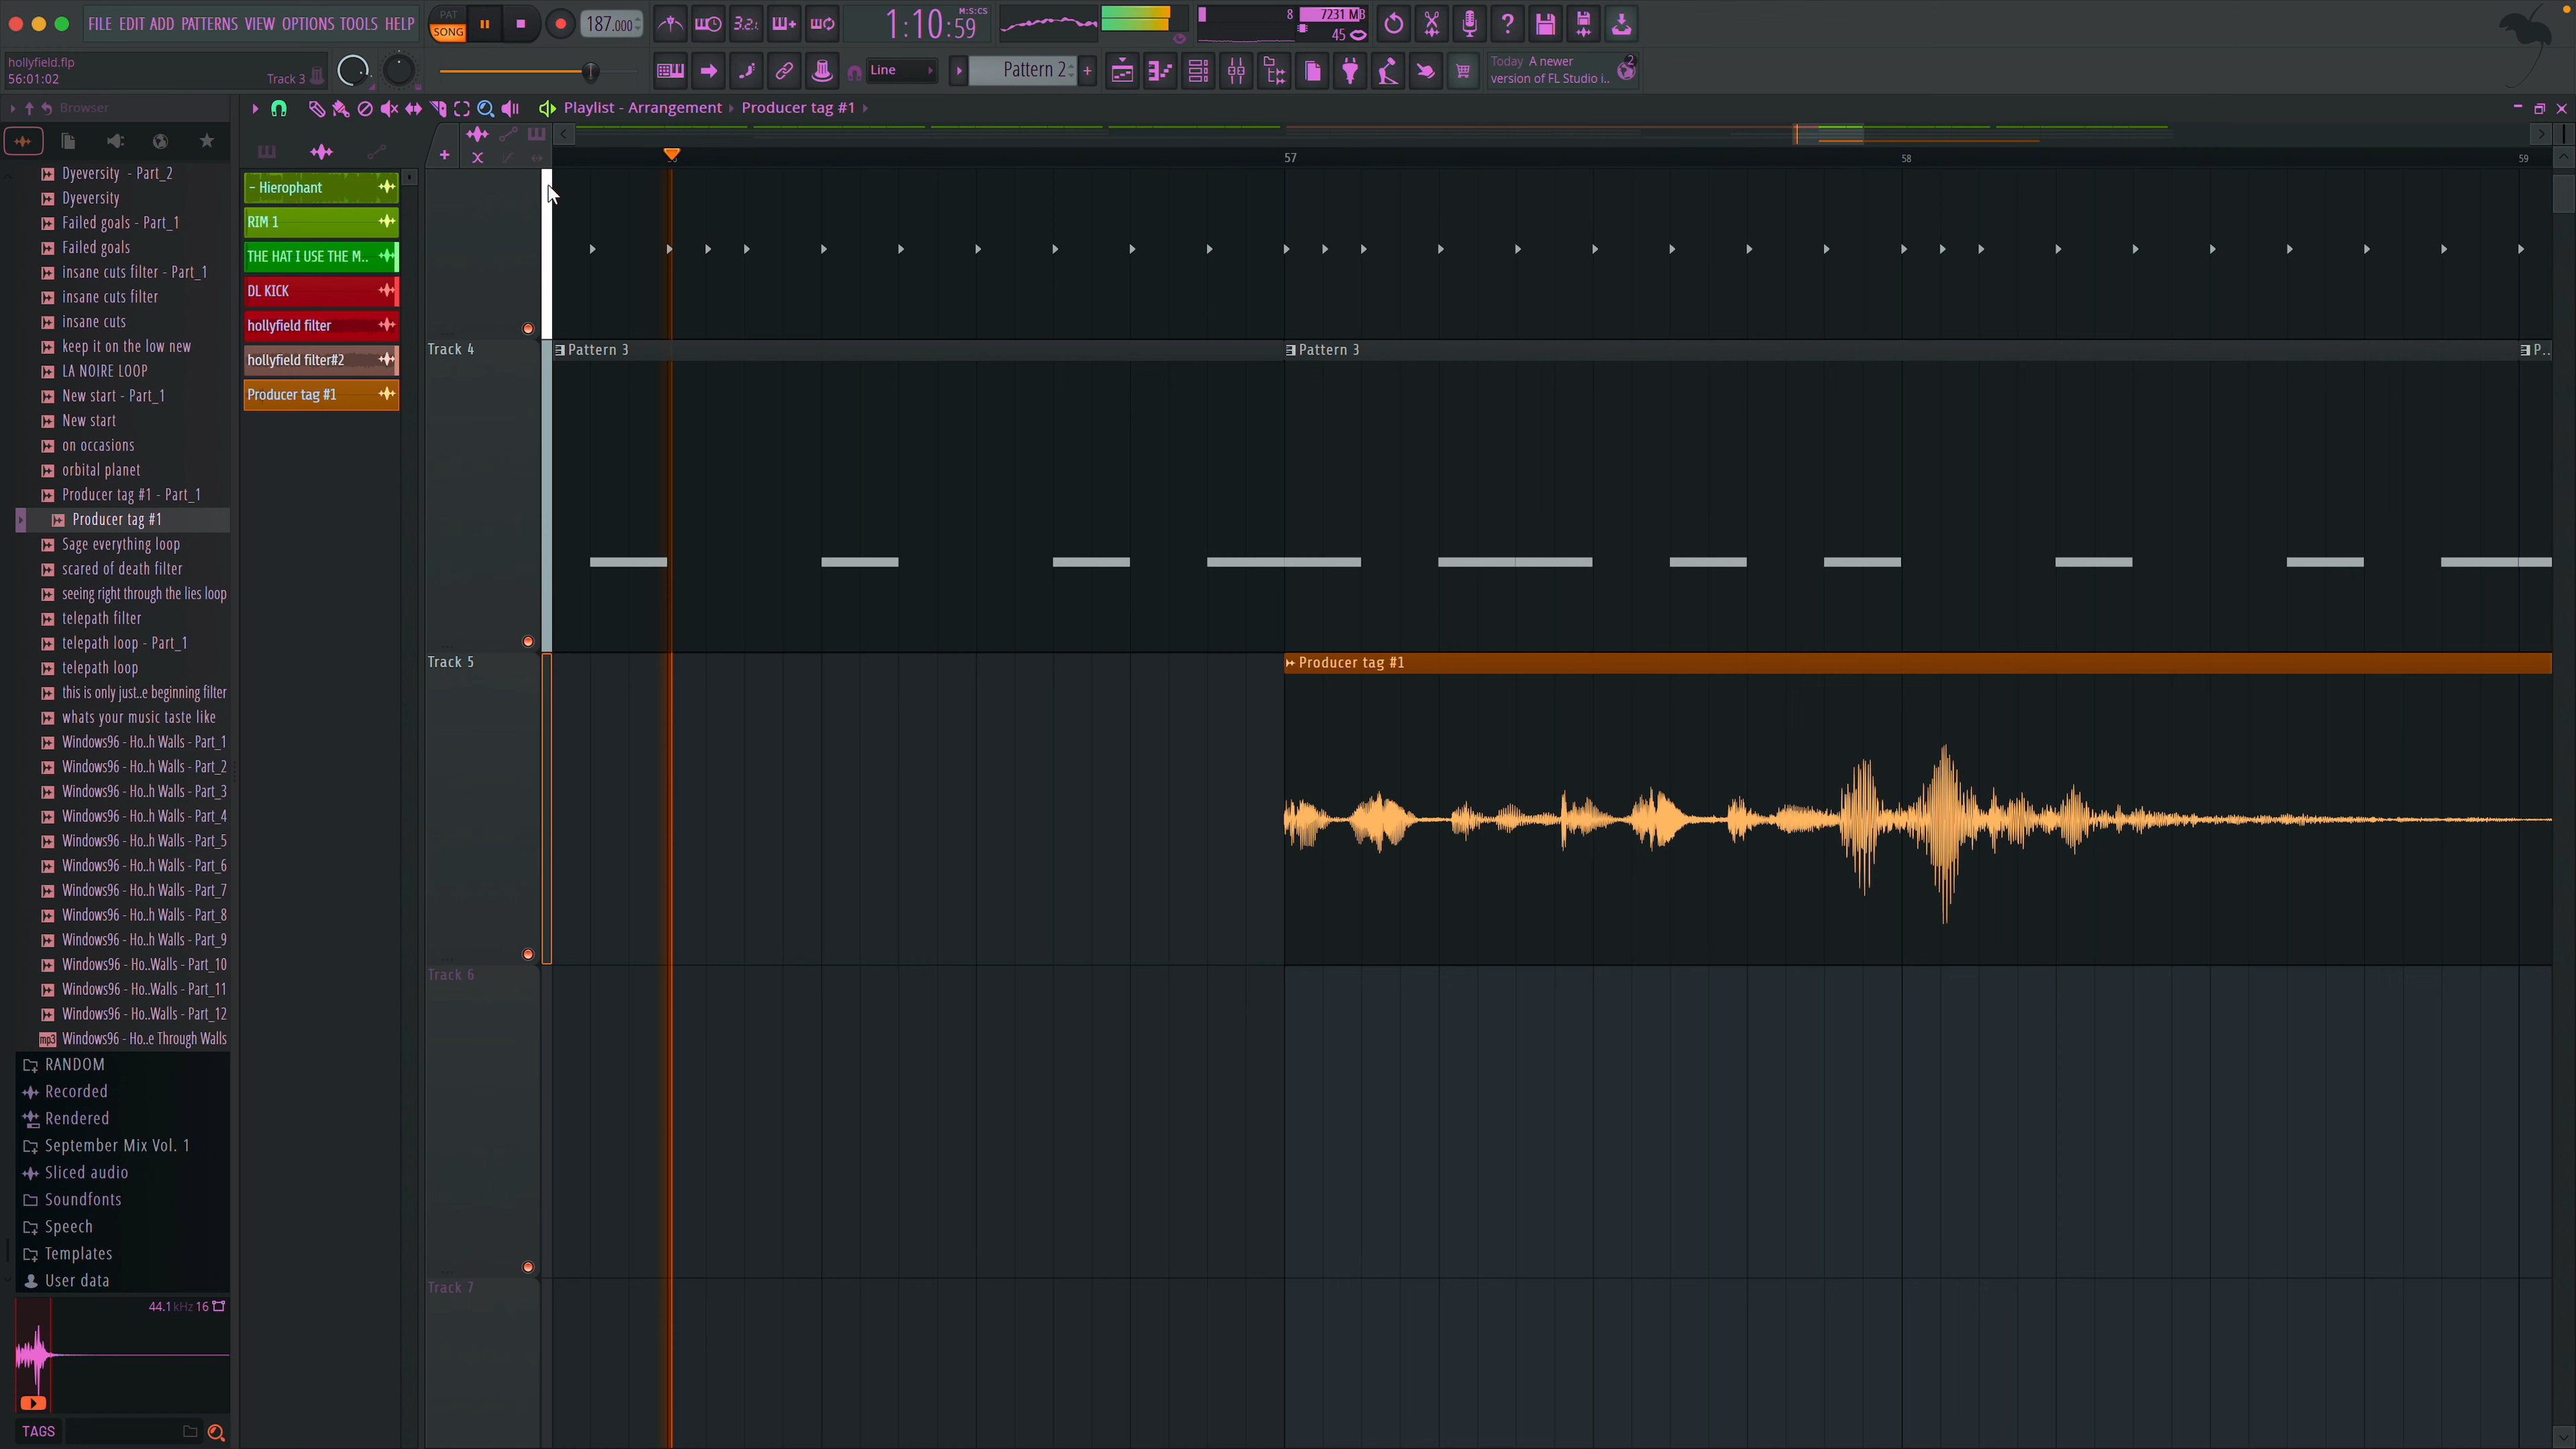 FILE EDIT ADD PATTERNS VIEW OPTIONS TOOLS HELP
PAT
SONG
187.000
3.2.
1:10:59
M:S:CS
8
7231 MB
45
hollyfield.flp
56:01:02
Track 3
Line
Pattern 2
Today A newer
version of FL Studio i..
2
Browser
Playlist - Arrangement
Producer tag #1
57
58
59
Dyeversity - Part_2
Dyeversity
Failed goals - Part_1
Failed goals
insane cuts filter - Part_1
insane cuts filter
insane cuts
keep it on the low new
LA NOIRE LOOP
New start - Part_1
New start
on occasions
orbital planet
Producer tag #1 - Part_1
Producer tag #1
Sage everything loop
scared of death filter
seeing right through the lies loop
telepath filter
telepath loop - Part_1
telepath loop
this is only just..e beginning filter
whats your music taste like
Windows96 - Ho..h Walls - Part_1
Windows96 - Ho..h Walls - Part_2
Windows96 - Ho..h Walls - Part_3
Windows96 - Ho..h Walls - Part_4
Windows96 - Ho..h Walls - Part_5
Windows96 - Ho..h Walls - Part_6
Windows96 - Ho..h Walls - Part_7
Windows96 - Ho..h Walls - Part_8
Windows96 - Ho..h Walls - Part_9
Windows96 - Ho..Walls - Part_10
Windows96 - Ho..Walls - Part_11
Windows96 - Ho..Walls - Part_12
mp3 Windows96 - Ho..e Through Walls
RANDOM
Recorded
Rendered
September Mix Vol. 1
Sliced audio
Soundfonts
Speech
Templates
User data
44.1kHz 16
TAGS
- Hierophant
RIM 1
THE HAT I USE THE M..
DL KICK
hollyfield filter
hollyfield filter#2
Producer tag #1
Track 4
Pattern 3
Pattern 3
P..
Track 5
Producer tag #1
Track 6
Track 7